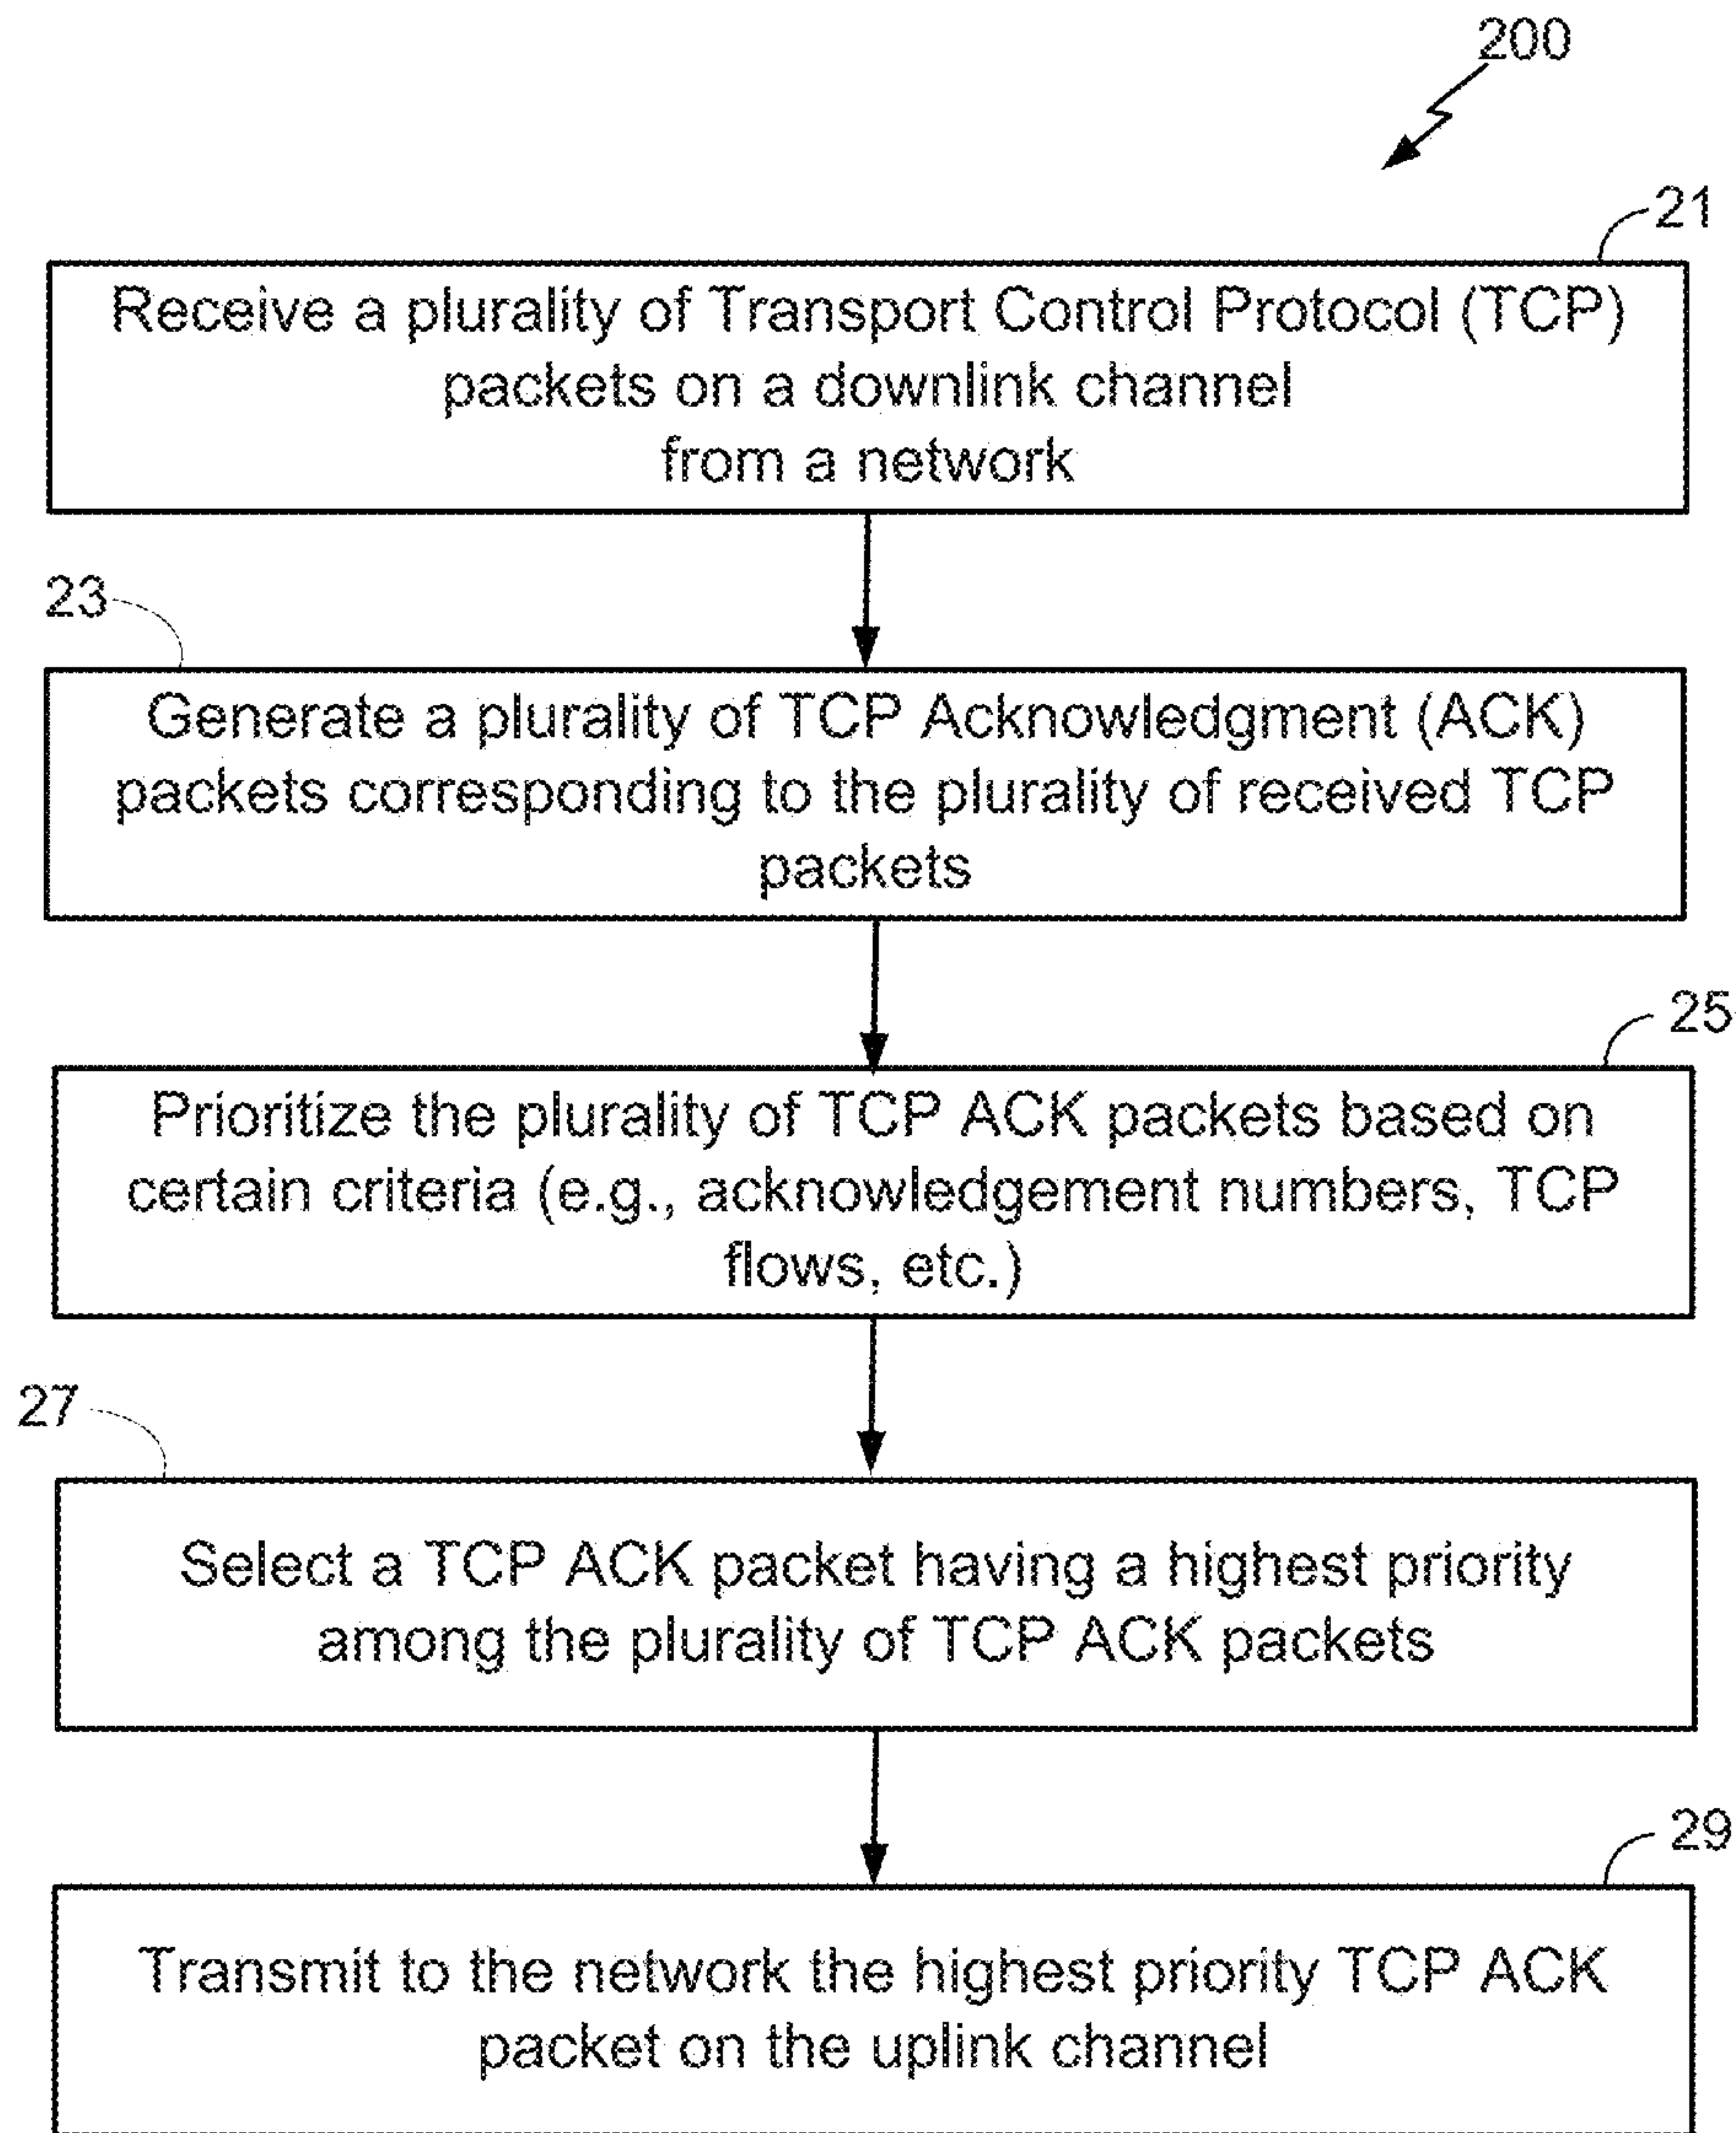 200
21
Receive a plurality of Transport Control Protocol (TCP)
packets on a downlink channel
from a network
23
Generate a plurality of TCP Acknowledgment (ACK)
packets corresponding to the plurality of received TCP
packets
25
Prioritize the plurality of TCP ACK packets based on
certain criteria (e.g., acknowledgement numbers, TCP
flows, etc.)
27
Select a TCP ACK packet having a highest priority
among the plurality of TCP ACK packets
29
Transmit to the network the highest priority TCP ACK
packet on the uplink channel